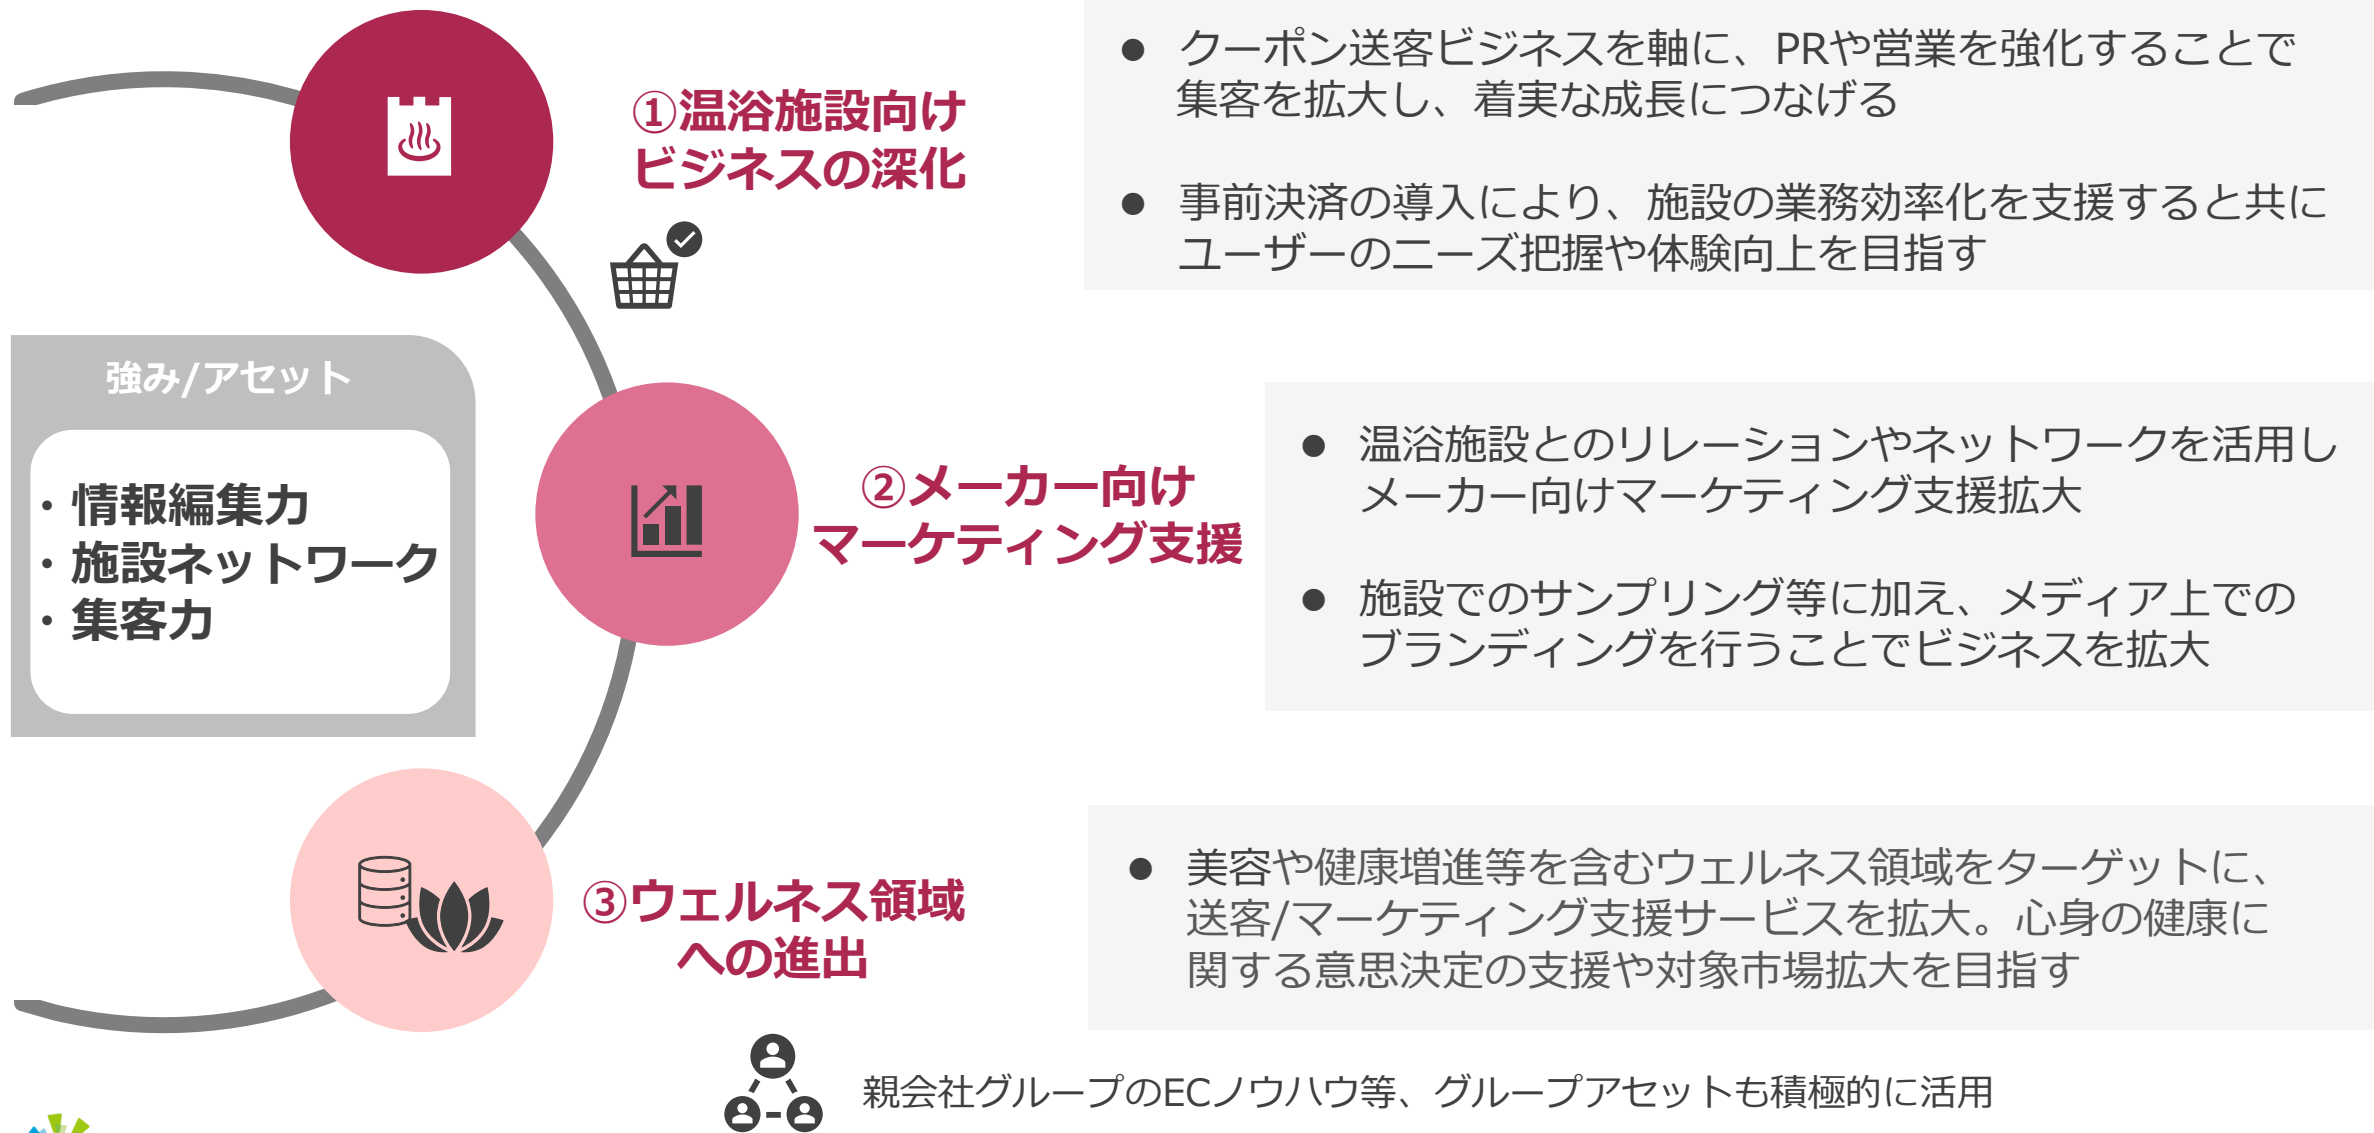 ①温浴施設向け
ビジネスの深化
● クーポン送客ビジネスを軸に、PRや営業を強化することで
集客を拡大し、着実な成長につなげる
● 事前決済の導入により、施設の業務効率化を支援すると共に
ユーザーのニーズ把握や体験向上を目指す
強み/アセット
・情報編集力
・施設ネットワーク
・集客力
②メーカー向け
マーケティング支援
● 温浴施設とのリレーションやネットワークを活用し
メーカー向けマーケティング支援拡大
● 施設でのサンプリング等に加え、メディア上での
ブランディングを行うことでビジネスを拡大
③ウェルネス領域
への進出
● 美容や健康増進等を含むウェルネス領域をターゲットに、
送客/マーケティング支援サービスを拡大。心身の健康に
関する意思決定の支援や対象市場拡大を目指す
親会社グループのECノウハウ等、グループアセットも積極的に活用